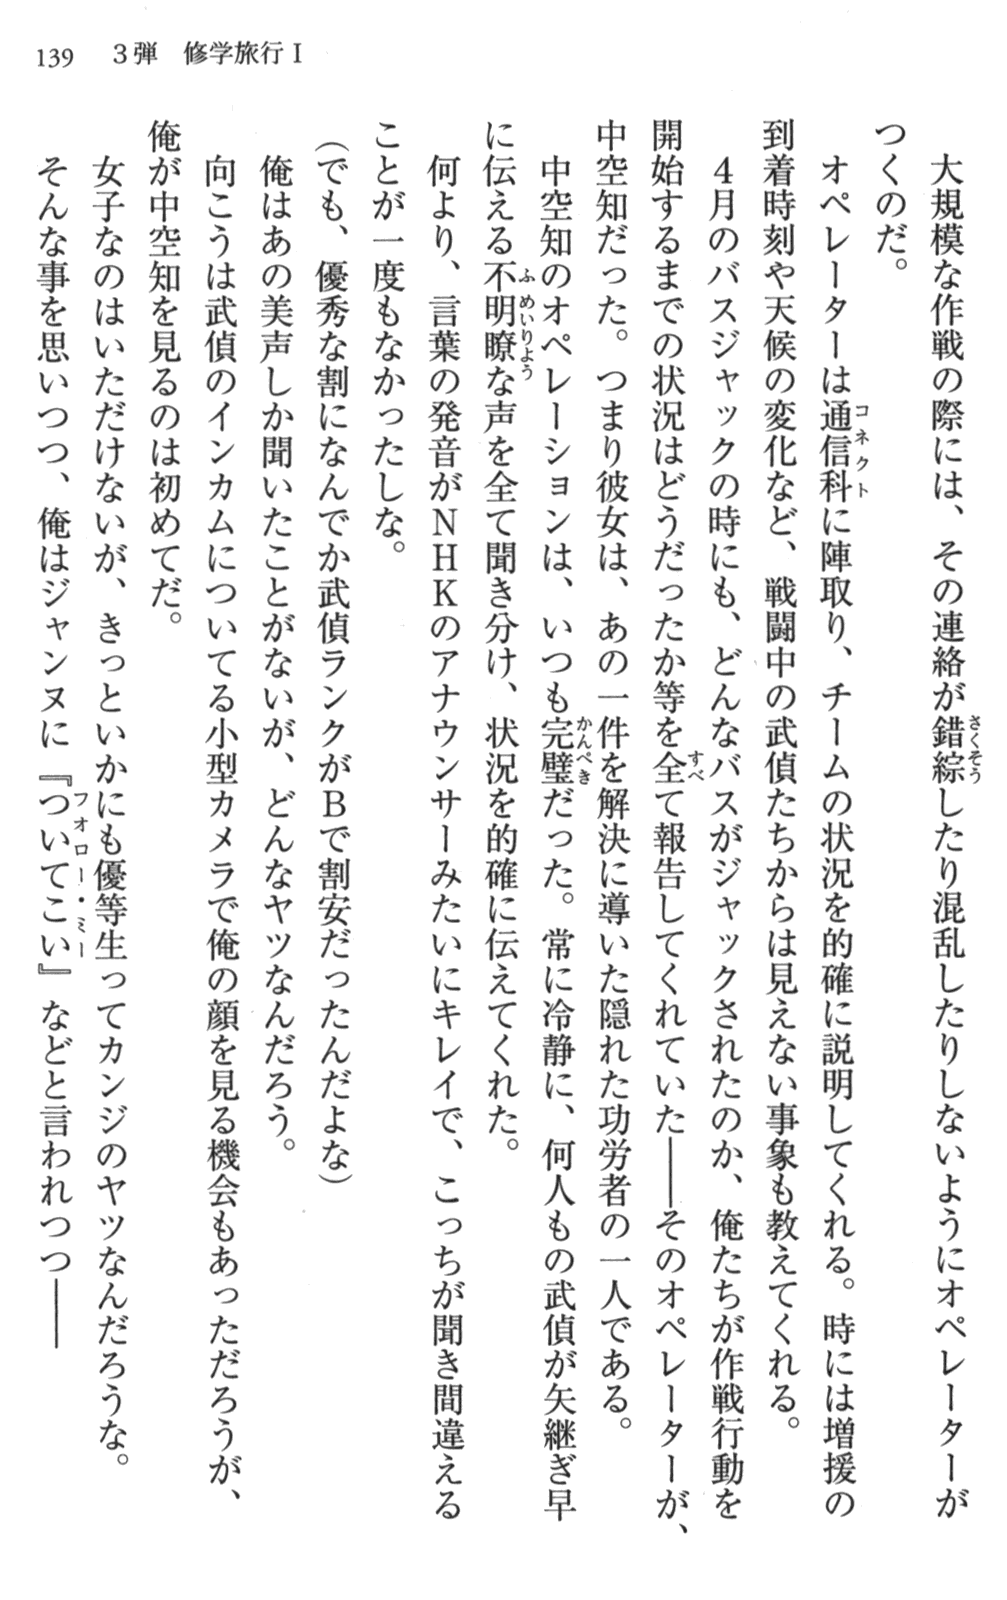 139　3弾　修学旅行Ⅰ
　大規模な作戦の際には、その連絡が錯綜したり混乱したりしないようにオペレーターが
つくのだ。
　オペレーターは通信科に陣取り、チームの状況を的確に説明してくれる。時には増援の
到着時刻や天候の変化など、戦闘中の武偵たちからは見えない事象も教えてくれる。
　4月のバスジャックの時にも、どんなバスがジャックされたのか、俺たちが作戦行動を
開始するまでの状況はどうだったか等を全て報告してくれていた――そのオペレーターが、
中空知だった。つまり彼女は、あの一件を解決に導いた隠れた功労者の一人である。
　中空知のオペレーションは、いつも完璧だった。常に冷静に、何人もの武偵が矢継ぎ早
に伝える不明瞭な声を全て聞き分け、状況を的確に伝えてくれた。
　何より、言葉の発音がNHKのアナウンサーみたいにキレイで、こっちが聞き間違える
ことが一度もなかったしな。
（でも、優秀な割になんでか武偵ランクがBで割安だったんだよな）
　俺はあの美声しか聞いたことがないが、どんなヤツなんだろう。
　向こうは武偵のインカムについてる小型カメラで俺の顔を見る機会もあっただろうが、
俺が中空知を見るのは初めてだ。
　女子なのはいただけないが、きっといかにも優等生ってカンジのヤツなんだろうな。
　そんな事を思いつつ、俺はジャンヌに『ついてこい』などと言われつつ――
さくそう
コネクト
すべ
かんぺき
ふめいりよう
フオロー・ミー